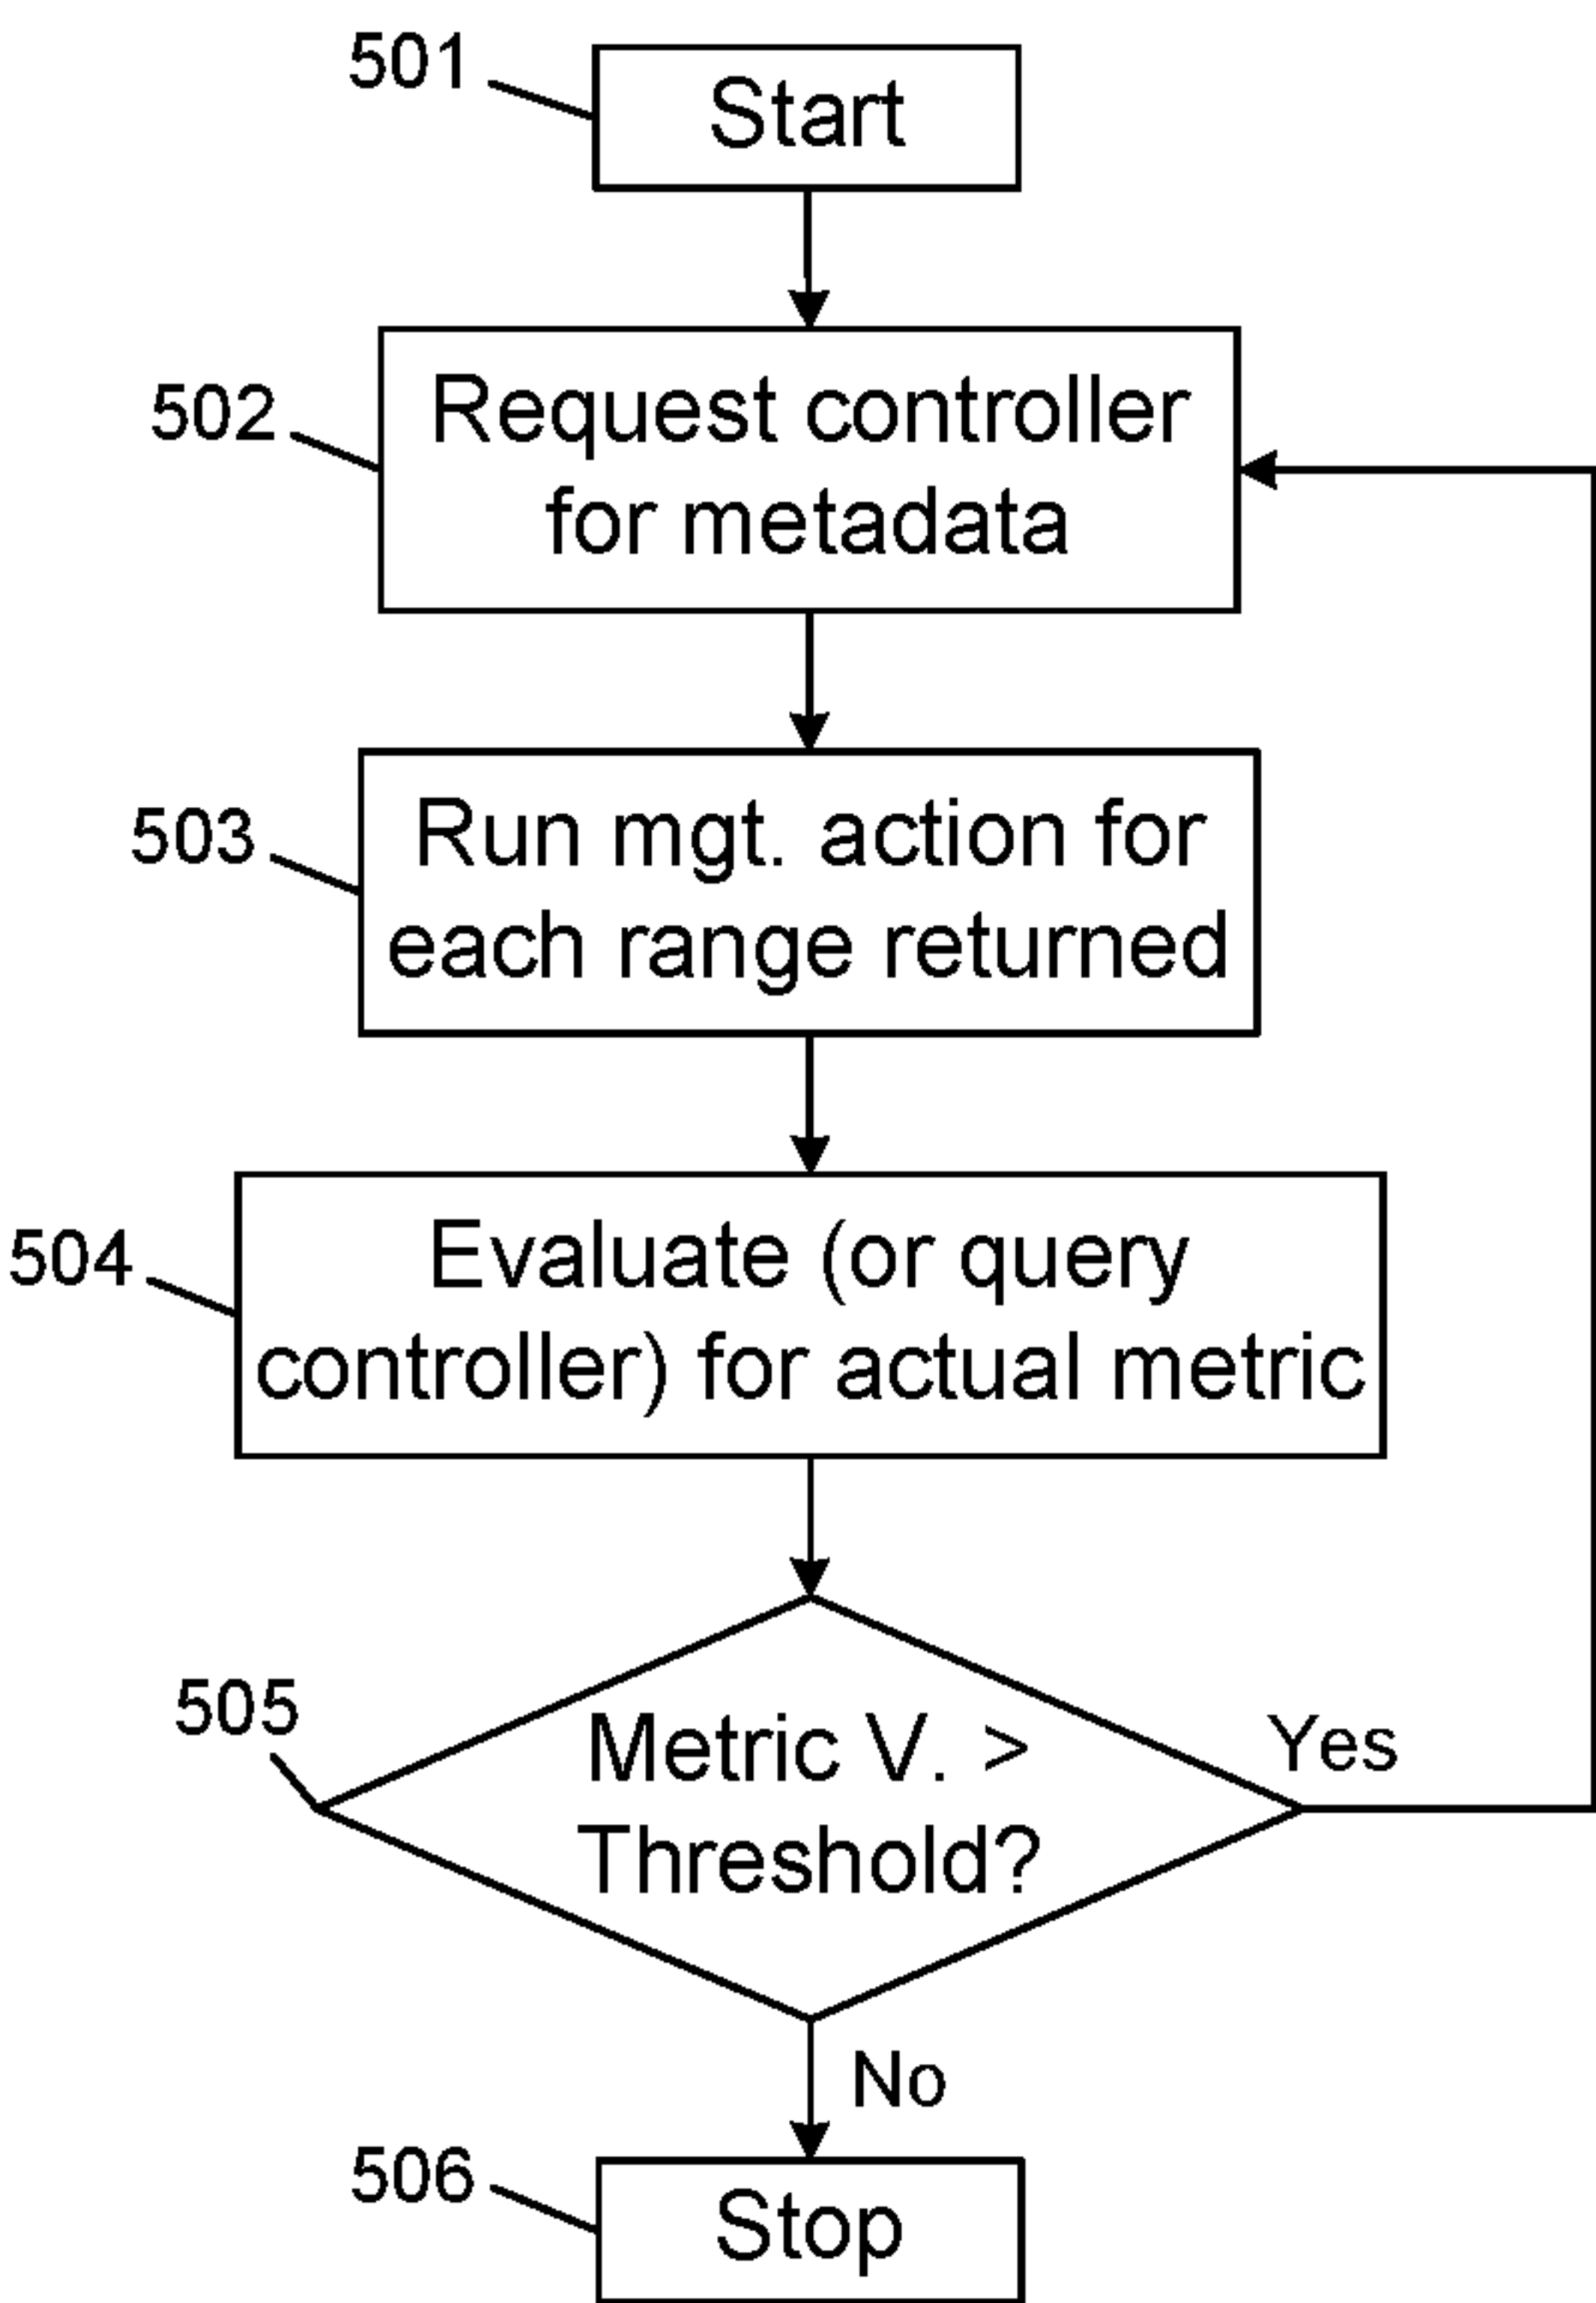 501
Start
502
Request controller
for metadata
503
Run mgt. action for
each range returned
504
Evaluate (or query
controller) for actual metric
505
Metric V. >
Threshold?
Yes
No
506
Stop